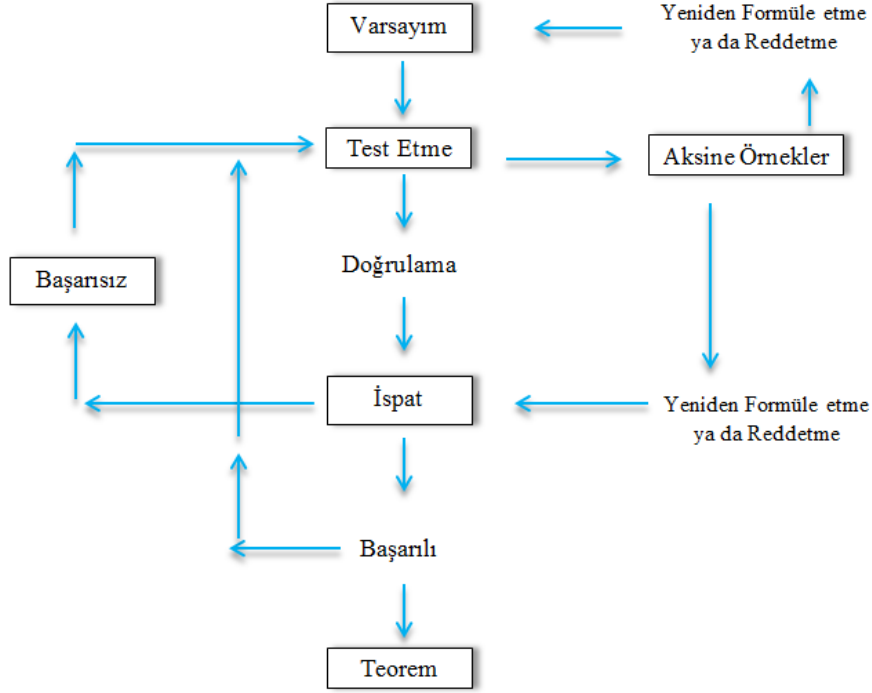 Varsayım
Yeniden Formüle etme
ya da Reddetme
Test Etme
Aksine Örnekler
Doğrulama
Başarısız
İspat
Yeniden Formüle etme
ya da Reddetme
Başarılı
Teorem